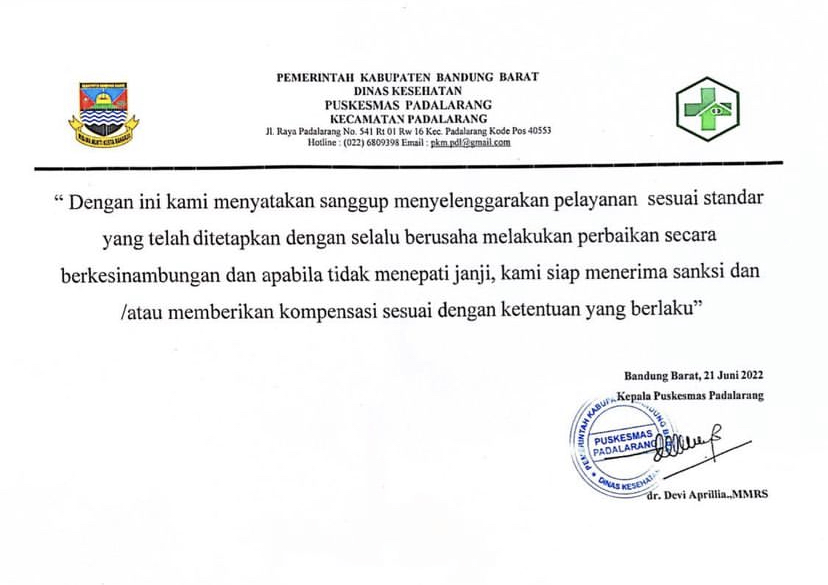 PEMERINTAH KABUPATEN BANDUNG BARAT
DINAS KESEHATAN
PUSKESMAS PADALARANG
KECAMATAN PADALARANG
Jl. Raya Padalarang No. 541 Rt 01 Rw 16 Kec. Padalarang Kode Pos 40553
Hotline : (022) 6809398 Email : pkm.pdl@gmail.com
“ Dengan ini kami menyatakan sanggup menyelenggarakan pelayanan sesuai standar
yang telah ditetapkan dengan selalu berusaha melakukan perbaikan secara
berkesinambungan dan apabila tidak menepati janji, kami siap menerima sanksi dan
/atau memberikan kompensasi sesuai dengan ketentuan yang berlaku”
Bandung Barat, 21 Juni 2022
Kepala Puskesmas Padalarang
PUSKESMAS
PADALARANG
DINAS KESEHATAN
dr. Devi Aprillia.,MMRS